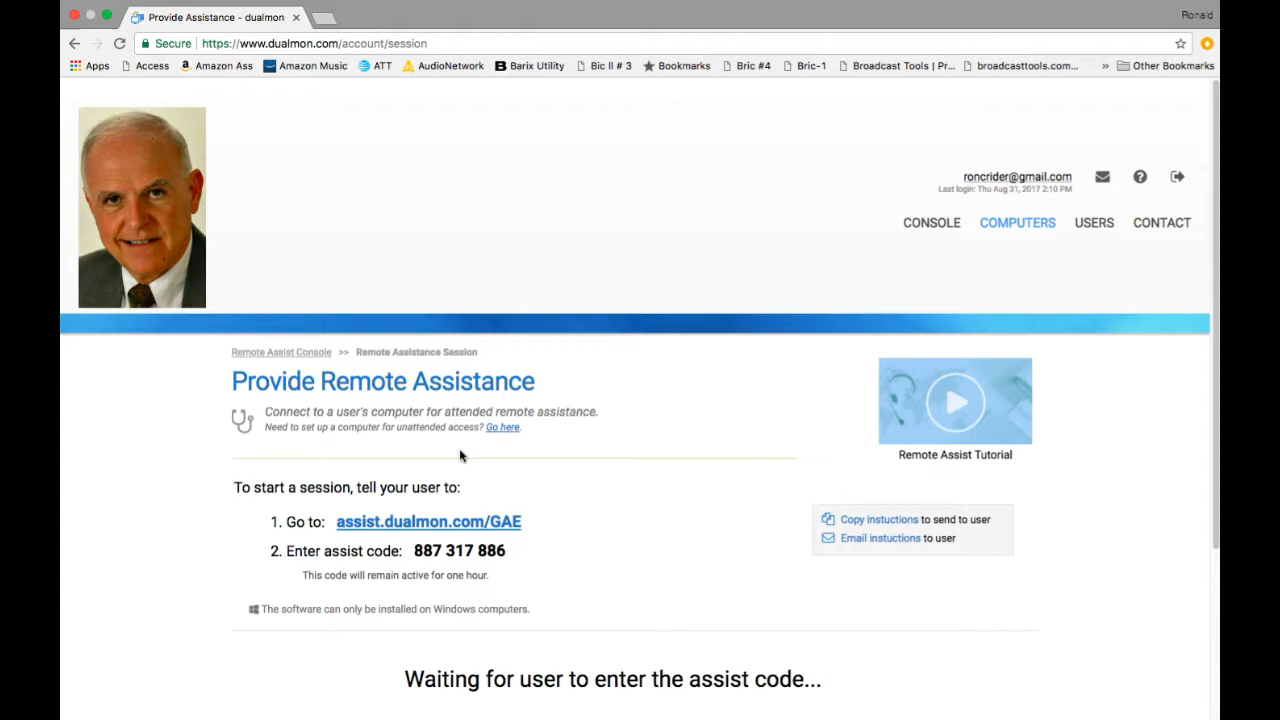 Provide Assistance - dualmon
Ronald
Secure https://www.dualmon.com/account/session
Apps Access Amazon Ass Amazon Music ATT AudioNetwork Barix Utility Bic II # 3 Bookmarks Bric #4 Bric-1 Broadcast Tools | Pr... broadcasttools.com... » Other Bookmarks
roncrider@gmail.com
Last login: Thu Aug 31, 2017 2:10 PM
CONSOLE COMPUTERS USERS CONTACT
Remote Assist Console >> Remote Assistance Session
Provide Remote Assistance
Connect to a user's computer for attended remote assistance.
Need to set up a computer for unattended access? Go here.
Remote Assist Tutorial
To start a session, tell your user to:
1. Go to: assist.dualmon.com/GAE
2. Enter assist code: 887 317 886
This code will remain active for one hour.
Copy instuctions to send to user
Email instuctions to user
The software can only be installed on Windows computers.
Waiting for user to enter the assist code...